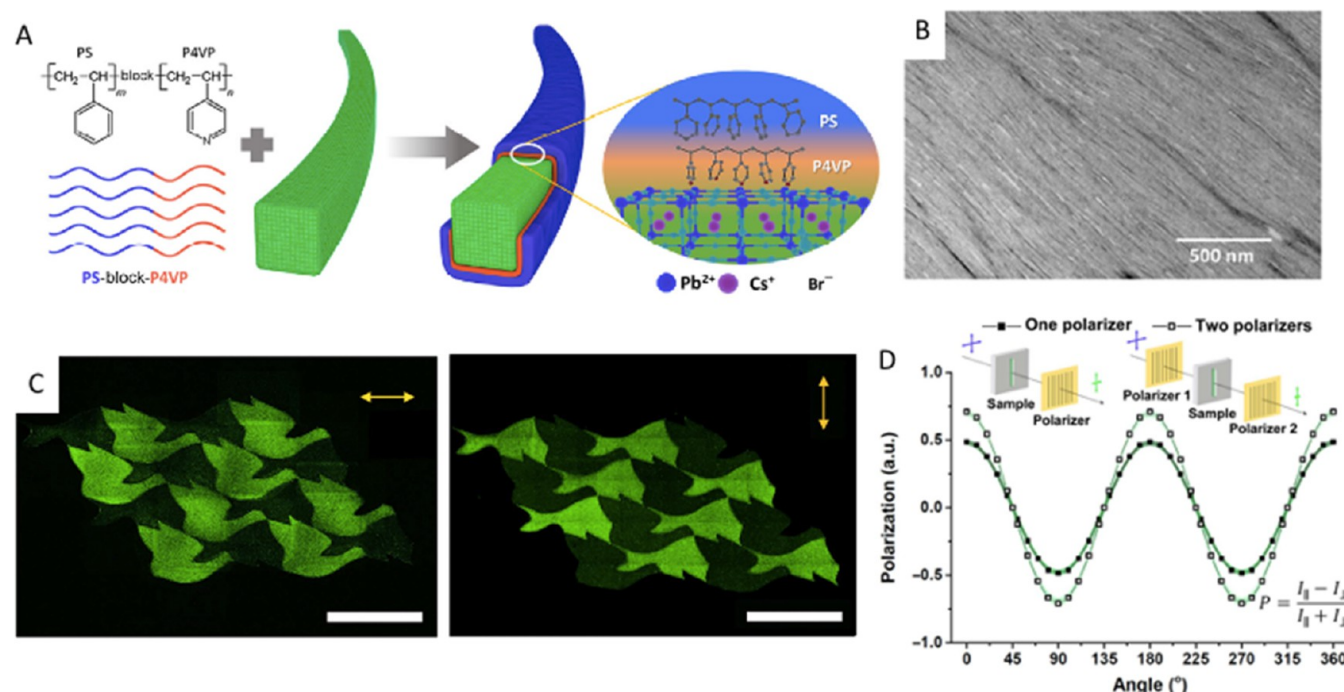 A
PS
P4VP
CH₂
CH
m
block
CH₂
CH
n
N
PS-block-P4VP
PS
P4VP
Pb²⁺
Cs⁺
Br⁻
B
500 nm
C
D
One polarizer
Two polarizers
Sample
Polarizer
Polarizer 1
Sample
Polarizer 2
Polarization (a.u.)
1.0
0.5
0.0
−0.5
−1.0
P = (I∥ − I⊥) / (I∥ + I⊥)
0 45 90 135 180 225 270 315 360
Angle (°)